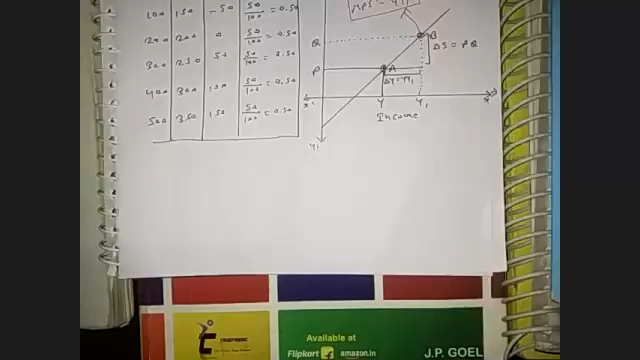 100 150 -50 50/100 = 0.50
200 200 0 50/100 = 0.50
300 250 50 50/100 = 0.50
400 300 100 50/100 = 0.50
500 350 150 50/100 = 0.50
MPS =
Q
B
ΔS = PQ
P
A
ΔY = YY1
X'
Y
Y1
X
Income
Y1
Available at
Flipkart amazon.in
J.P. GOEL